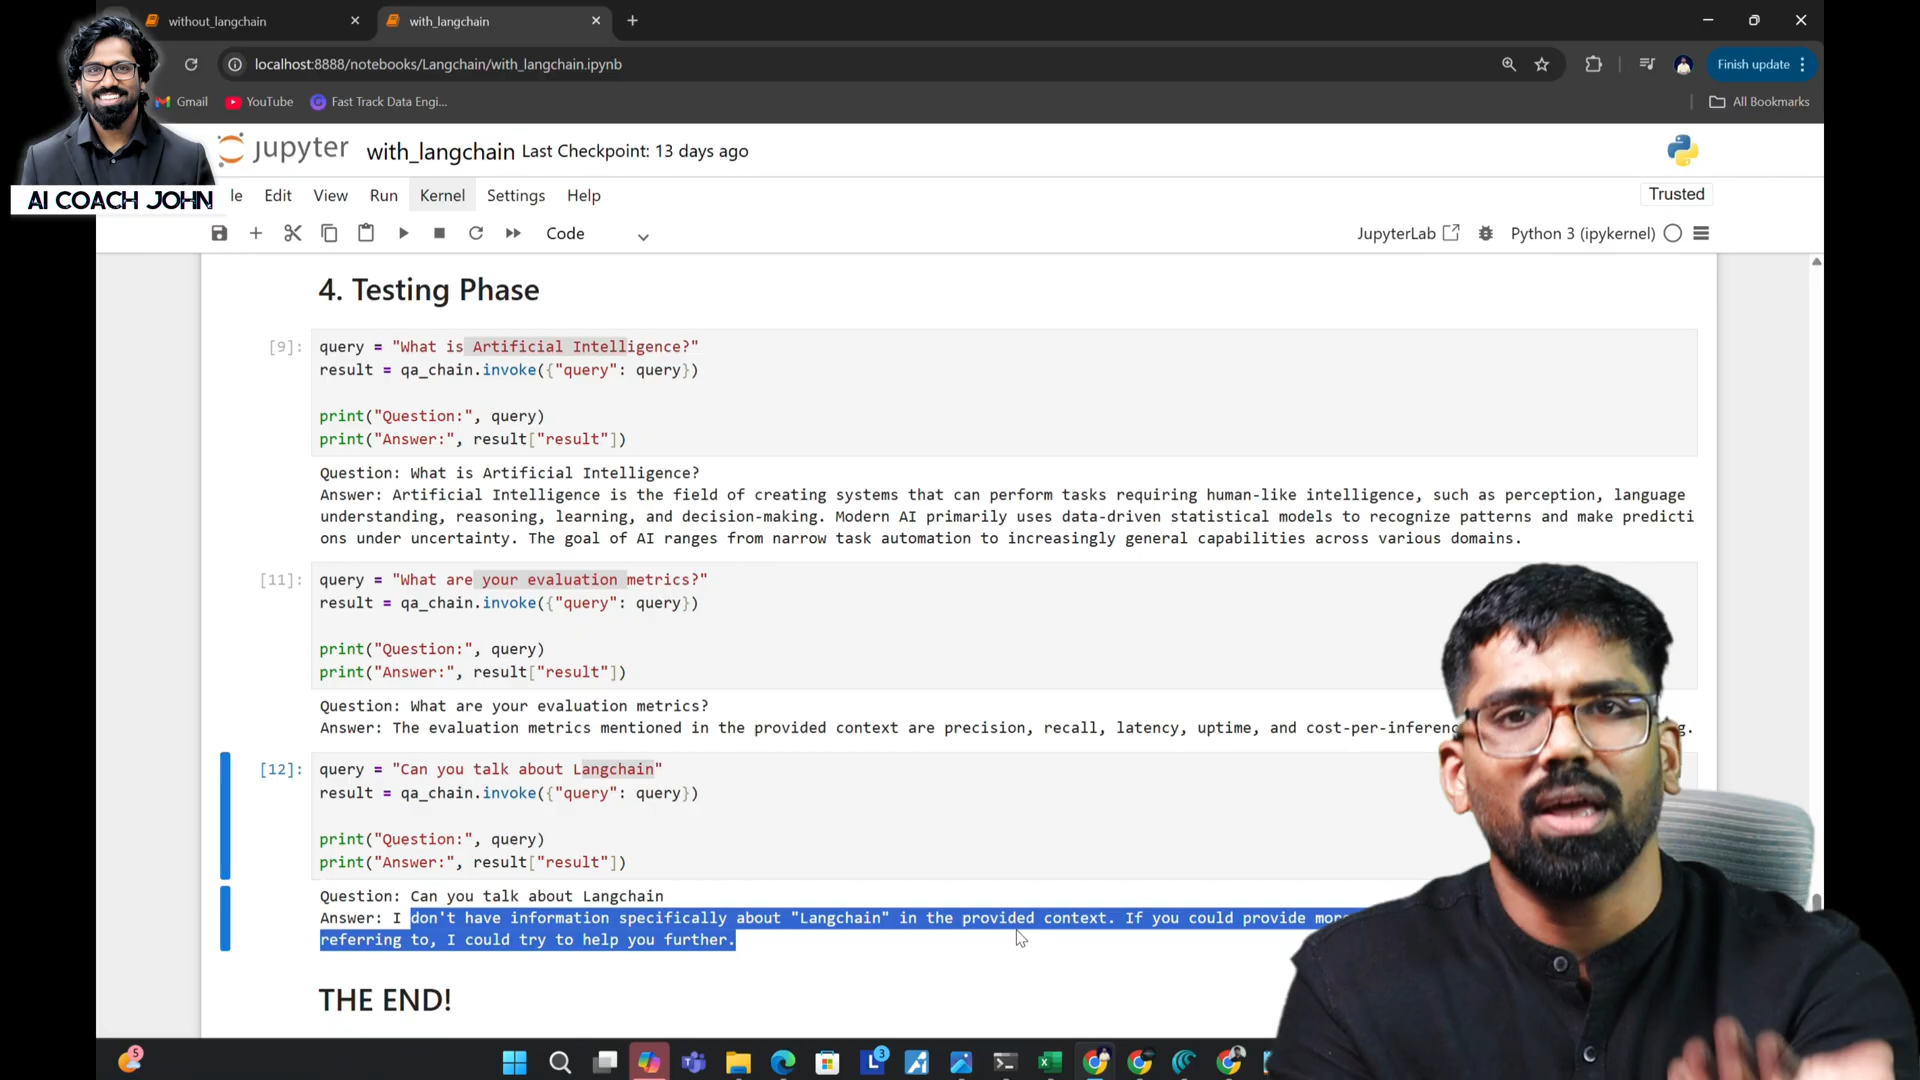 without_langchain
with_langchain
localhost:8888/notebooks/Langchain/with_langchain.ipynb
Finish update
Gmail
YouTube
Fast Track Data Engi...
All Bookmarks
jupyter
with_langchain Last Checkpoint: 13 days ago
AI COACH JOHN
le Edit View Run Kernel Settings Help
Trusted
Code
JupyterLab
Python 3 (ipykernel)
4. Testing Phase
[9]:
query = "What is Artificial Intelligence?"
result = qa_chain.invoke({"query": query})
print("Question:", query)
print("Answer:", result["result"])
Question: What is Artificial Intelligence?
Answer: Artificial Intelligence is the field of creating systems that can perform tasks requiring human-like intelligence, such as perception, language
understanding, reasoning, learning, and decision-making. Modern AI primarily uses data-driven statistical models to recognize patterns and make predicti
ons under uncertainty. The goal of AI ranges from narrow task automation to increasingly general capabilities across various domains.
[11]:
query = "What are your evaluation metrics?"
result = qa_chain.invoke({"query": query})
print("Question:", query)
print("Answer:", result["result"])
Question: What are your evaluation metrics?
Answer: The evaluation metrics mentioned in the provided context are precision, recall, latency, uptime, and cost-per-inferenc
[12]:
query = "Can you talk about Langchain"
result = qa_chain.invoke({"query": query})
print("Question:", query)
print("Answer:", result["result"])
Question: Can you talk about Langchain
Answer: I don't have information specifically about "Langchain" in the provided context. If you could provide more
referring to, I could try to help you further.
THE END!
5
L
3